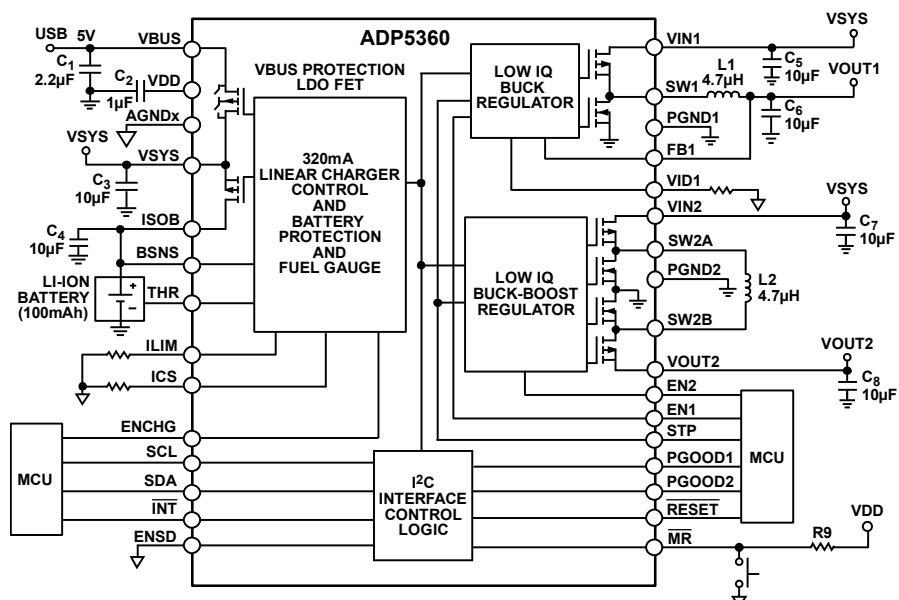 ADP5360
USB 5V
VBUS
C1
2.2µF
C2
1µF
VDD
AGNDx
VSYS
VSYS
C3
10µF
C4
10µF
ISOB
BSNS
LI-ION
BATTERY
(100mAh)
THR
ILIM
ICS
MCU
ENCHG
SCL
SDA
INT
ENSD
VBUS PROTECTION
LDO FET
320mA
LINEAR CHARGER
CONTROL
AND
BATTERY
PROTECTION
AND
FUEL GAUGE
LOW IQ
BUCK
REGULATOR
LOW IQ
BUCK-BOOST
REGULATOR
I2C
INTERFACE
CONTROL
LOGIC
VIN1
VSYS
C5
10µF
SW1
L1
4.7µH
VOUT1
C6
10µF
PGND1
FB1
VID1
VIN2
VSYS
C7
10µF
SW2A
PGND2
L2
4.7µH
SW2B
VOUT2
VOUT2
C8
10µF
EN2
EN1
STP
PGOOD1
PGOOD2
RESET
MCU
MR
R9
VDD